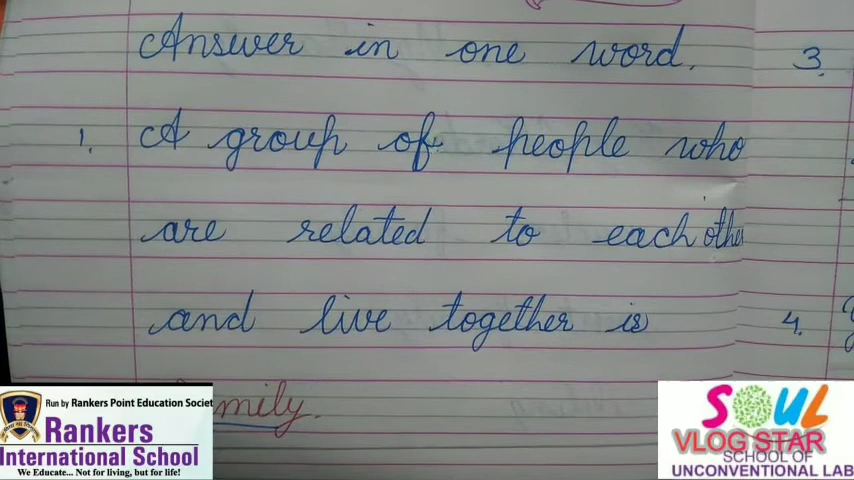 Answer in one word.
3.
1. A group of people who
are related to each other
and live together is
4.
mily.
Run by Rankers Point Education Societ
Rankers
International School
We Educate... Not for living, but for life!
SOUL
VLOG STAR
SCHOOL OF
UNCONVENTIONAL LAB